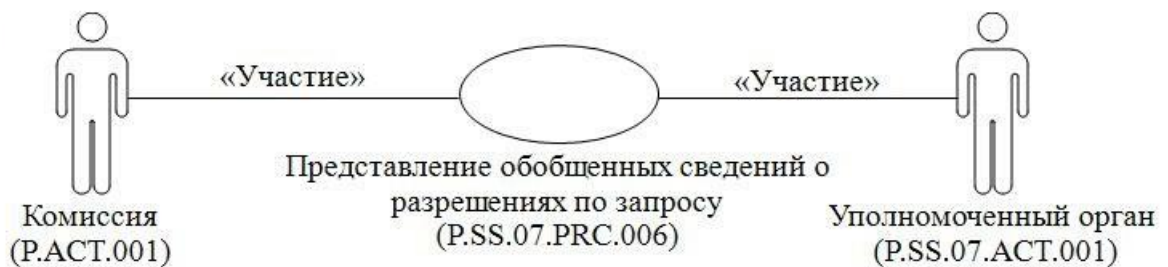 «Участие»
«Участие»
Представление обобщенных сведений о
разрешениях по запросу
(P.SS.07.PRC.006)
Комиссия
(P.ACT.001)
Уполномоченный орган
(P.SS.07.ACT.001)